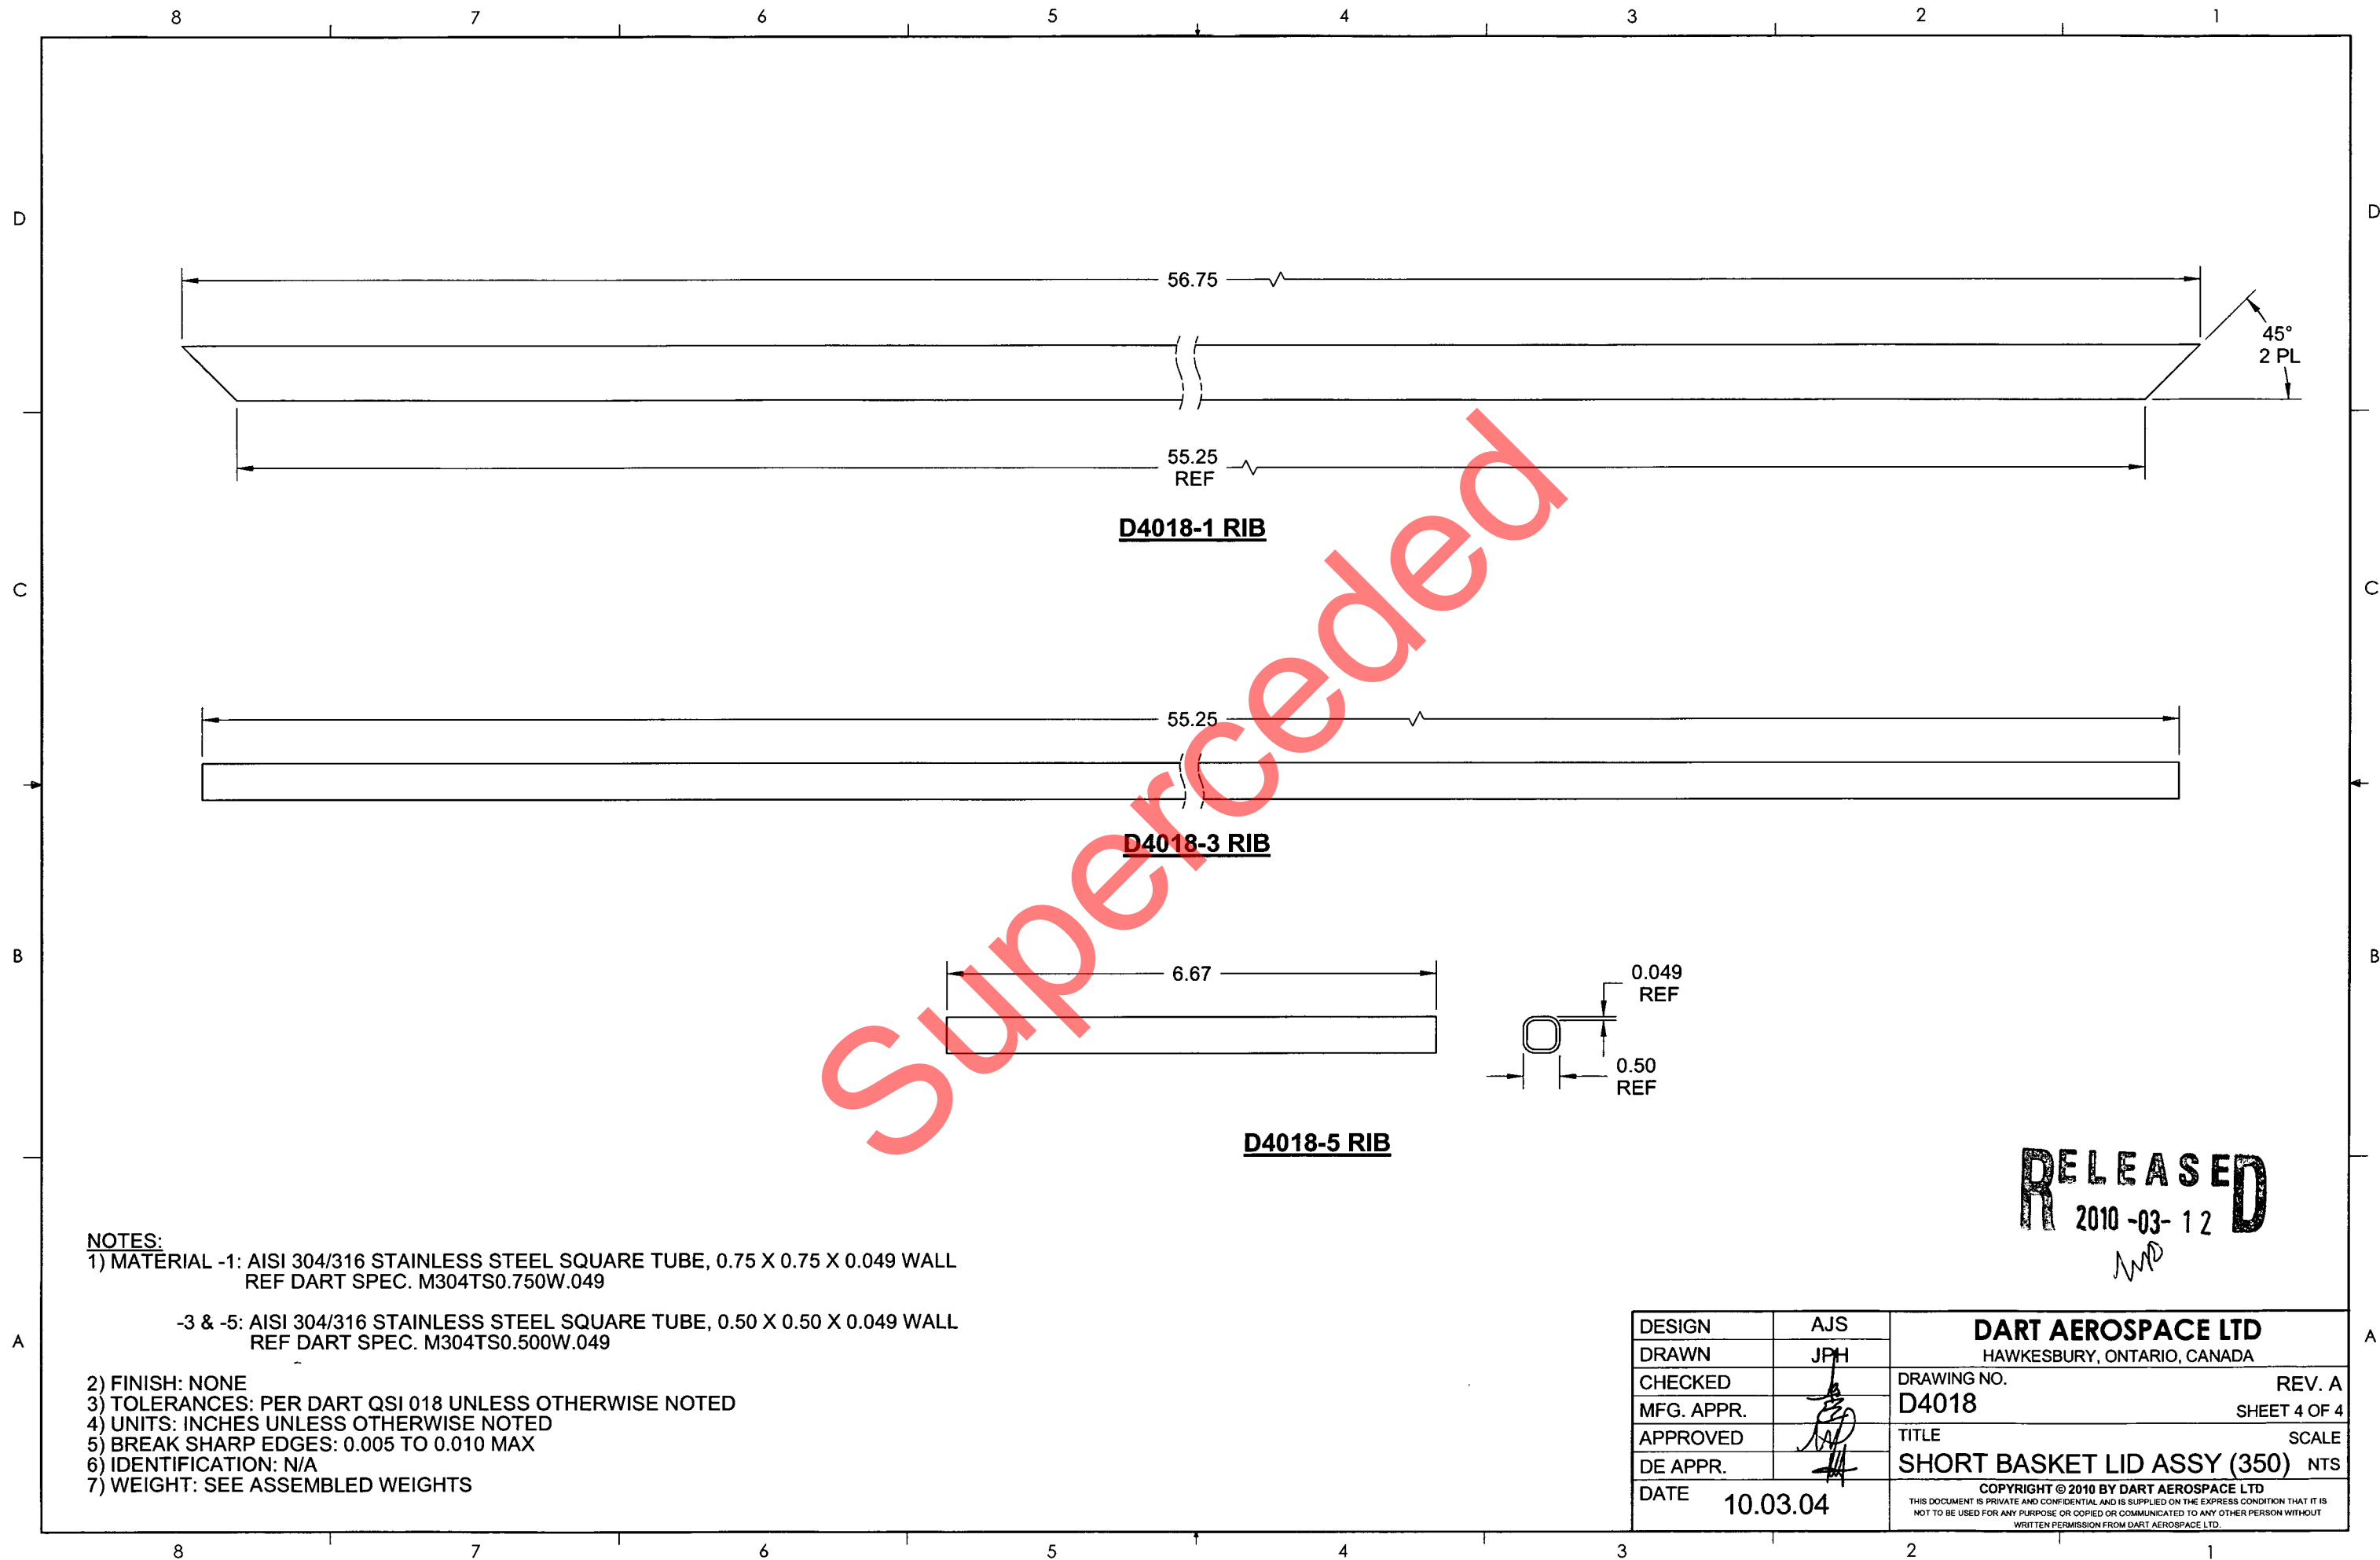 8 7 6 5 4 3 2 1
D D
56.75
45°
2 PL
55.25
REF
D4018-1 RIB
C C
55.25
D4018-3 RIB
Superceded
B B
6.67
0.049
REF
0.50
REF
D4018-5 RIB
RELEASED
2010-03-12
NOTES:
1) MATERIAL -1: AISI 304/316 STAINLESS STEEL SQUARE TUBE, 0.75 X 0.75 X 0.049 WALL
REF DART SPEC. M304TS0.750W.049
-3 & -5: AISI 304/316 STAINLESS STEEL SQUARE TUBE, 0.50 X 0.50 X 0.049 WALL
REF DART SPEC. M304TS0.500W.049
2) FINISH: NONE
3) TOLERANCES: PER DART QSI 018 UNLESS OTHERWISE NOTED
4) UNITS: INCHES UNLESS OTHERWISE NOTED
5) BREAK SHARP EDGES: 0.005 TO 0.010 MAX
6) IDENTIFICATION: N/A
7) WEIGHT: SEE ASSEMBLED WEIGHTS
A A
DESIGN AJS
DRAWN JPH
CHECKED
MFG. APPR.
APPROVED
DE APPR.
DATE 10.03.04
DART AEROSPACE LTD
HAWKESBURY, ONTARIO, CANADA
DRAWING NO. REV. A
D4018 SHEET 4 OF 4
TITLE SCALE
SHORT BASKET LID ASSY (350) NTS
COPYRIGHT © 2010 BY DART AEROSPACE LTD
THIS DOCUMENT IS PRIVATE AND CONFIDENTIAL AND IS SUPPLIED ON THE EXPRESS CONDITION THAT IT IS
NOT TO BE USED FOR ANY PURPOSE OR COPIED OR COMMUNICATED TO ANY OTHER PERSON WITHOUT
WRITTEN PERMISSION FROM DART AEROSPACE LTD.
8 7 6 5 4 3 2 1